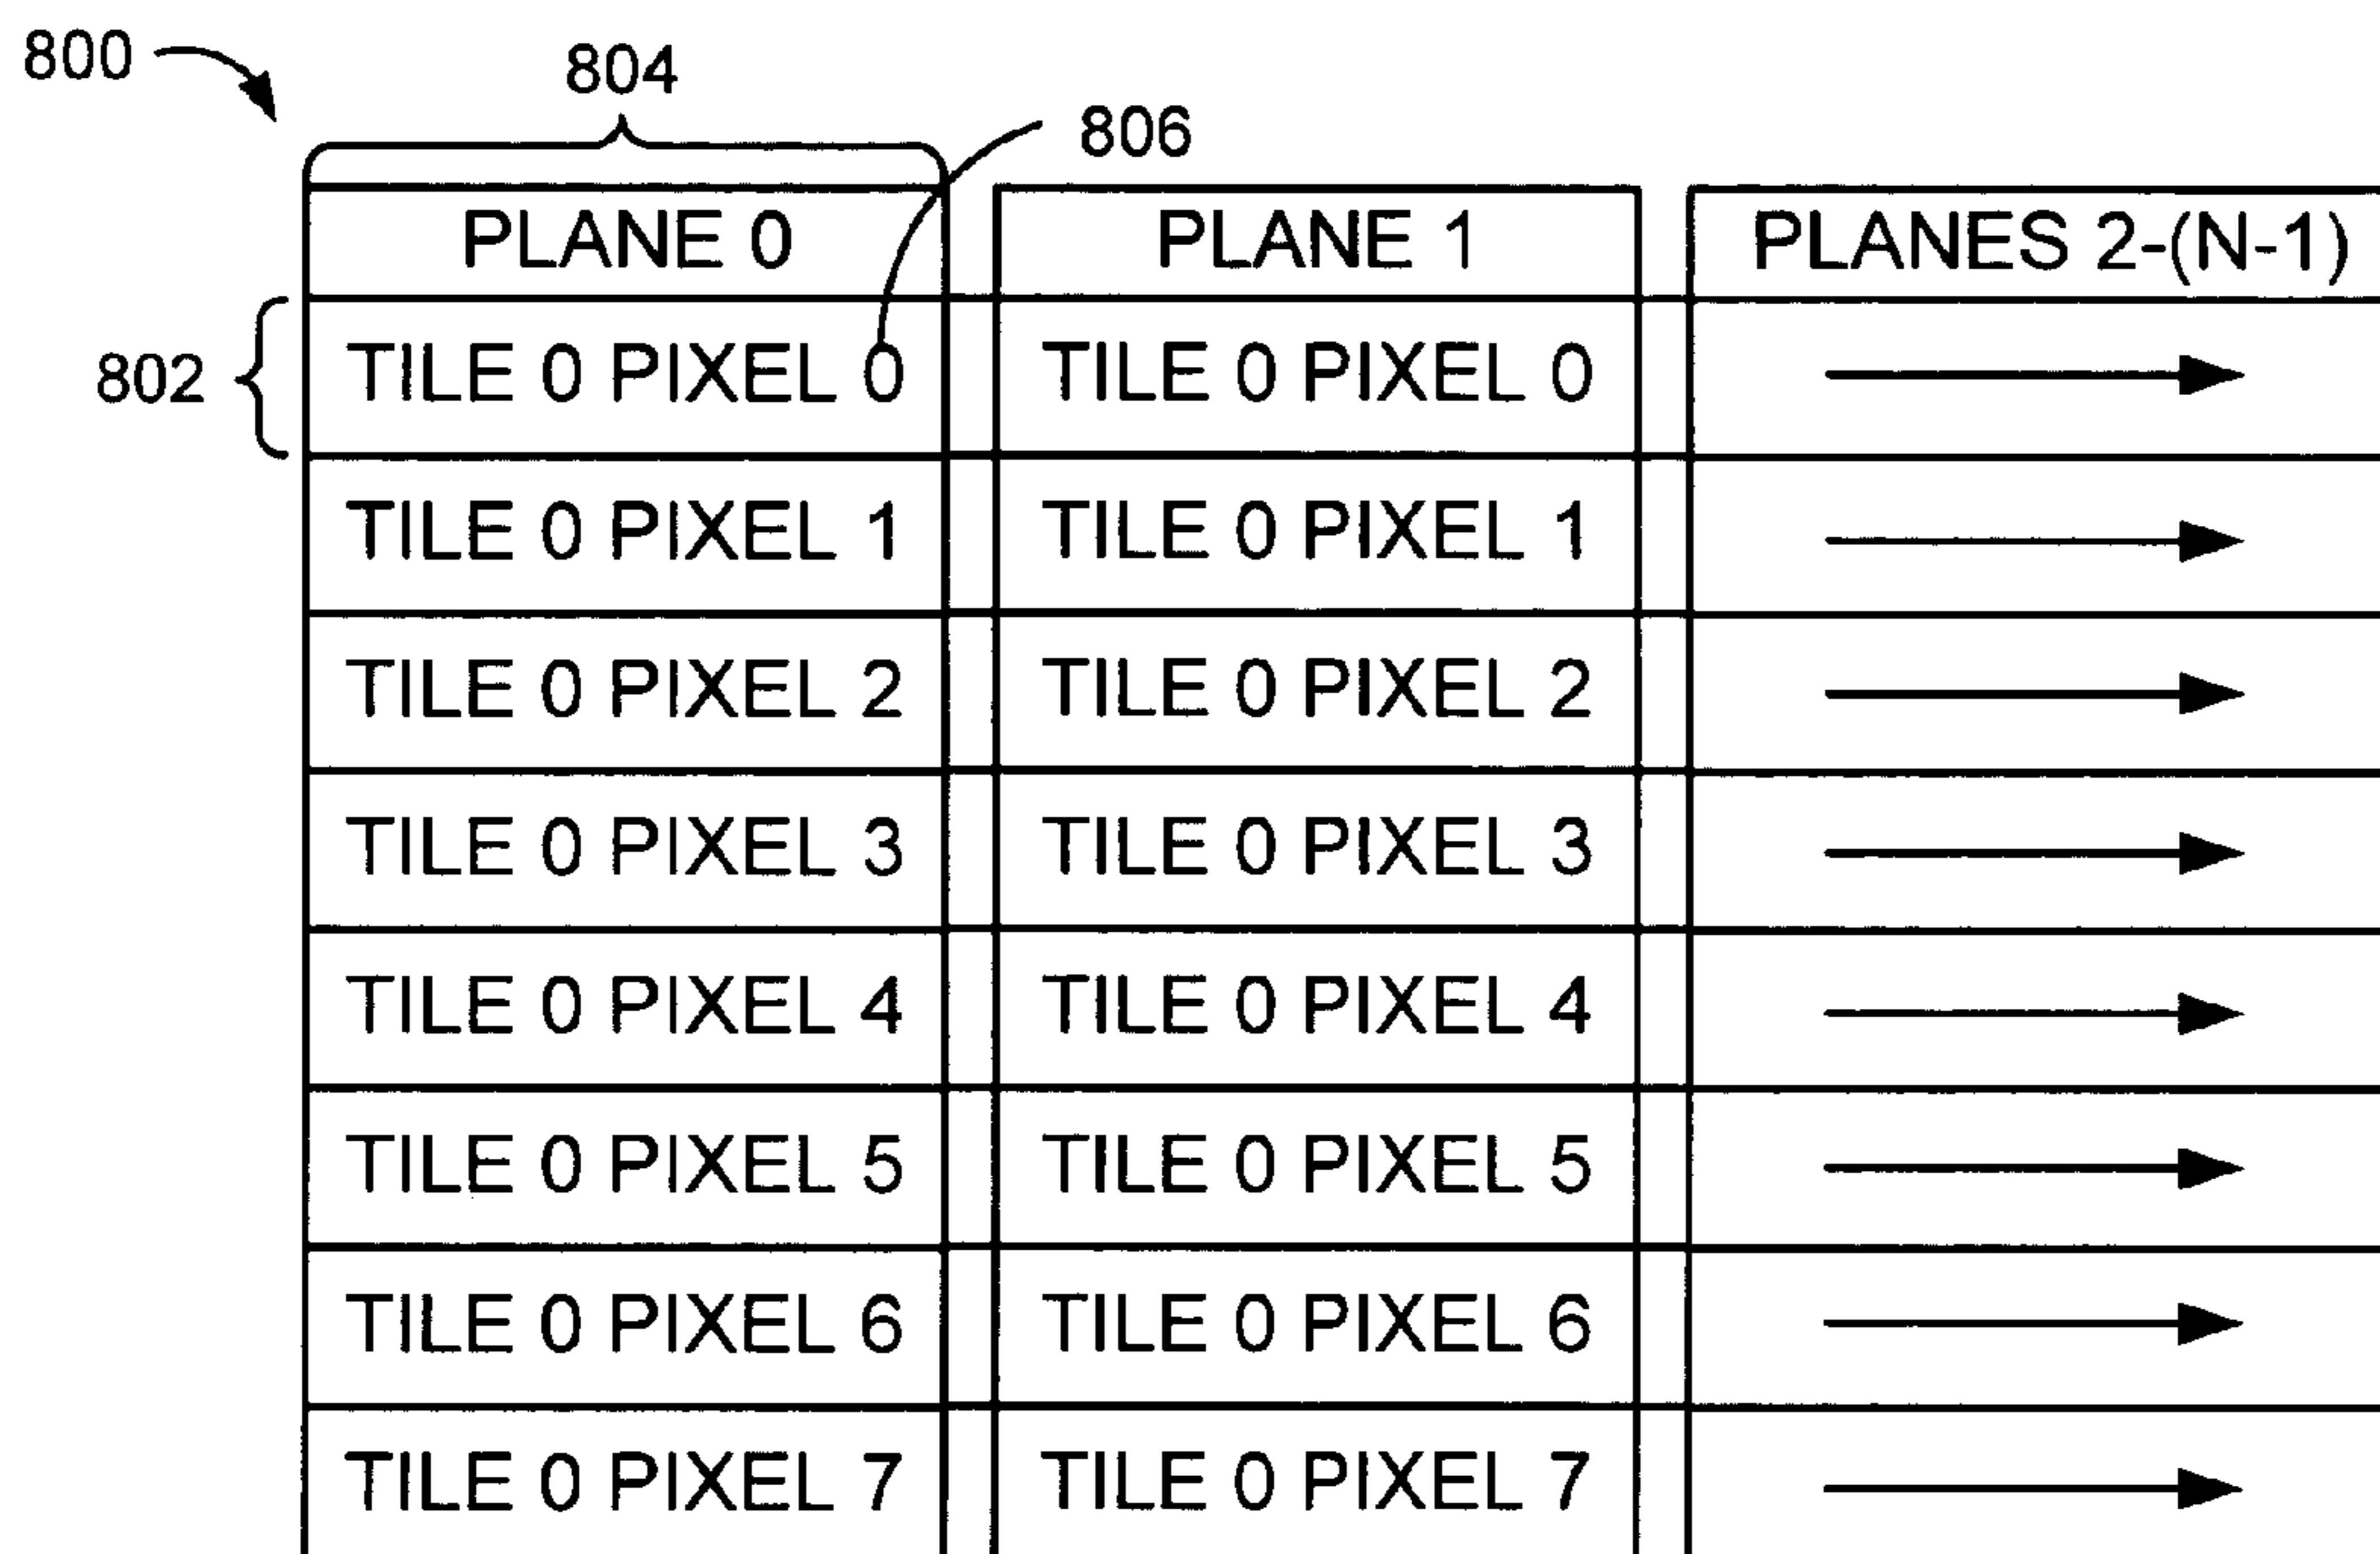 800
804
806
PLANE 0 PLANE 1 PLANES 2-(N-1)
802
TILE 0 PIXEL 0 TILE 0 PIXEL 0
TILE 0 PIXEL 1 TILE 0 PIXEL 1
TILE 0 PIXEL 2 TILE 0 PIXEL 2
TILE 0 PIXEL 3 TILE 0 PIXEL 3
TILE 0 PIXEL 4 TILE 0 PIXEL 4
TILE 0 PIXEL 5 TILE 0 PIXEL 5
TILE 0 PIXEL 6 TILE 0 PIXEL 6
TILE 0 PIXEL 7 TILE 0 PIXEL 7